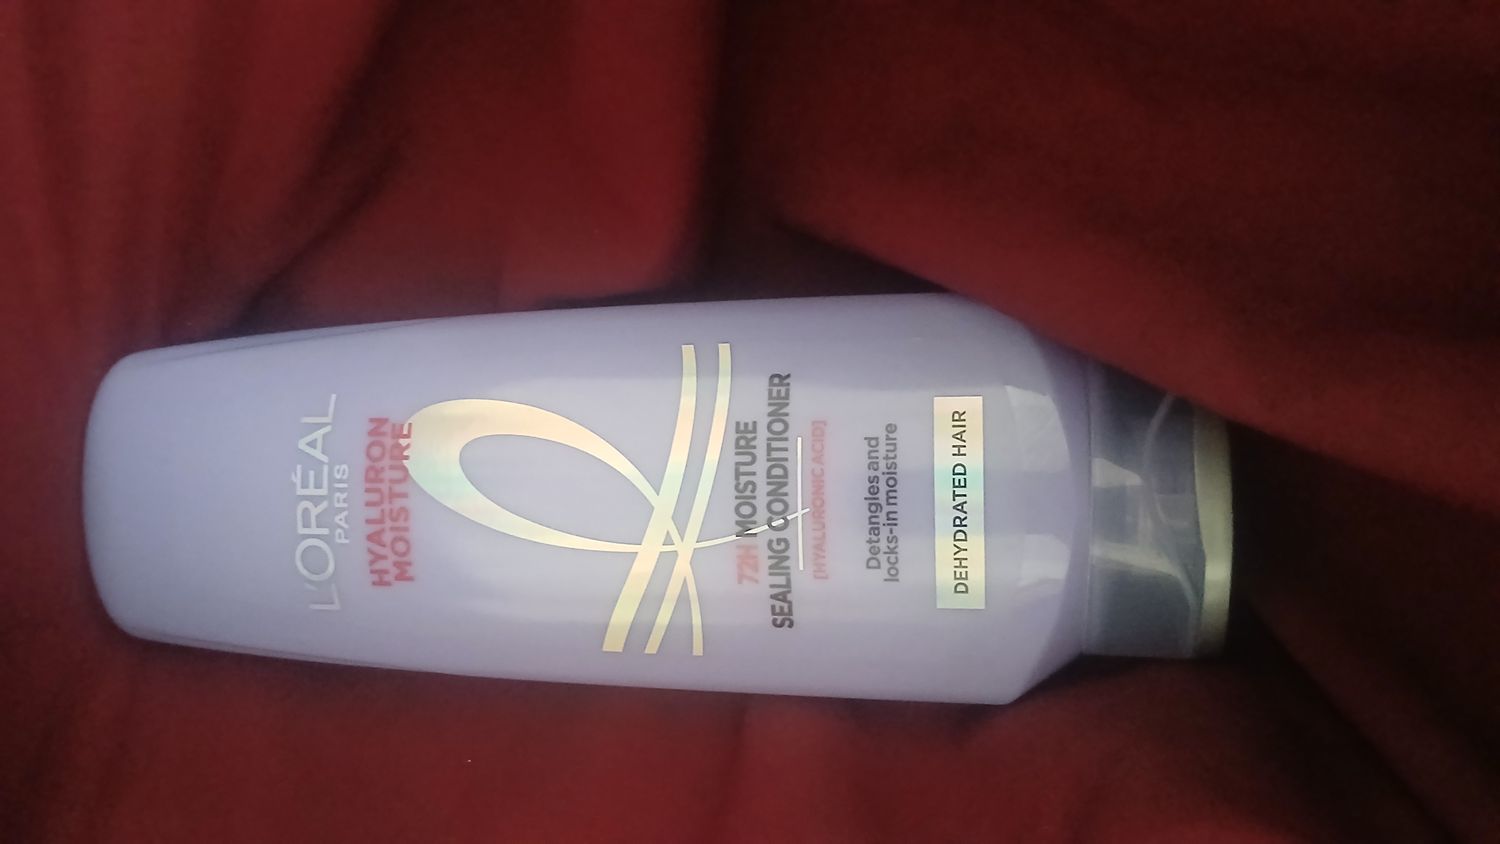 L'ORÉAL
PARIS
HYALURON
MOISTURE
72H MOISTURE
SEALING CONDITIONER
[HYALURONIC ACID]
Detangles and
locks-in moisture
DEHYDRATED HAIR